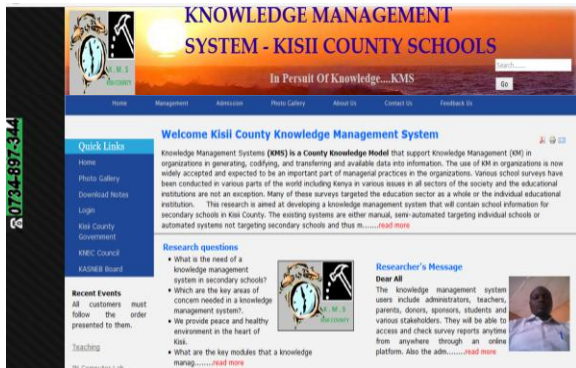 KNOWLEDGE MANAGEMENT
SYSTEM - KISII COUNTY SCHOOLS
In Persuit Of Knowledge....KMS
Search......
Go
K . M . S
KISII COUNTY
Home Management Admission Photo Gallery About Us Contact Us Feedback Us
0734-897-344
Quick Links
Home
Photo Gallery
Download Notes
Login
Kisii County
Government
KNEC Council
KASNEB Board
Recent Events
All customers must
follow the order
presented to them.
Teaching
Welcome Kisii County Knowledge Management System
Knowledge Management Systems (KMS) is a County Knowledge Model that support Knowledge Management (KM) in
organizations in generating, codifying, and transferring and available data into information. The use of KM in organizations is now
widely accepted and expected to be an important part of managerial practices in the organizations. Various school surveys have
been conducted in various parts of the world including Kenya in various issues in all sectors of the society and the educational
institutions are not an exception. Many of these surveys targeted the education sector as a whole or the individual educational
institution. This research is aimed at developing a knowledge management system that will contain school information for
secondary schools in Kisii County. The existing systems are either manual, semi-automated targeting individual schools or
automated systems not targeting secondary schools and thus m.......read more
Research questions
• What is the need of a
knowledge management
system in secondary schools?
• Which are the key areas of
concern needed in a knowledge
management system?.
• We provide peace and healthy
environment in the heart of
Kisii.
• What are the key modules that a knowledge
manag........read more
K . M . S
KISII COUNTY
Researcher's Message
Dear All
The knowledge management system
users include administrators, teachers,
parents, donors, sponsors, students and
various stakeholders. They will be able to
access and check survey reports anytime
from anywhere through an online
platform. Also the adm........read more